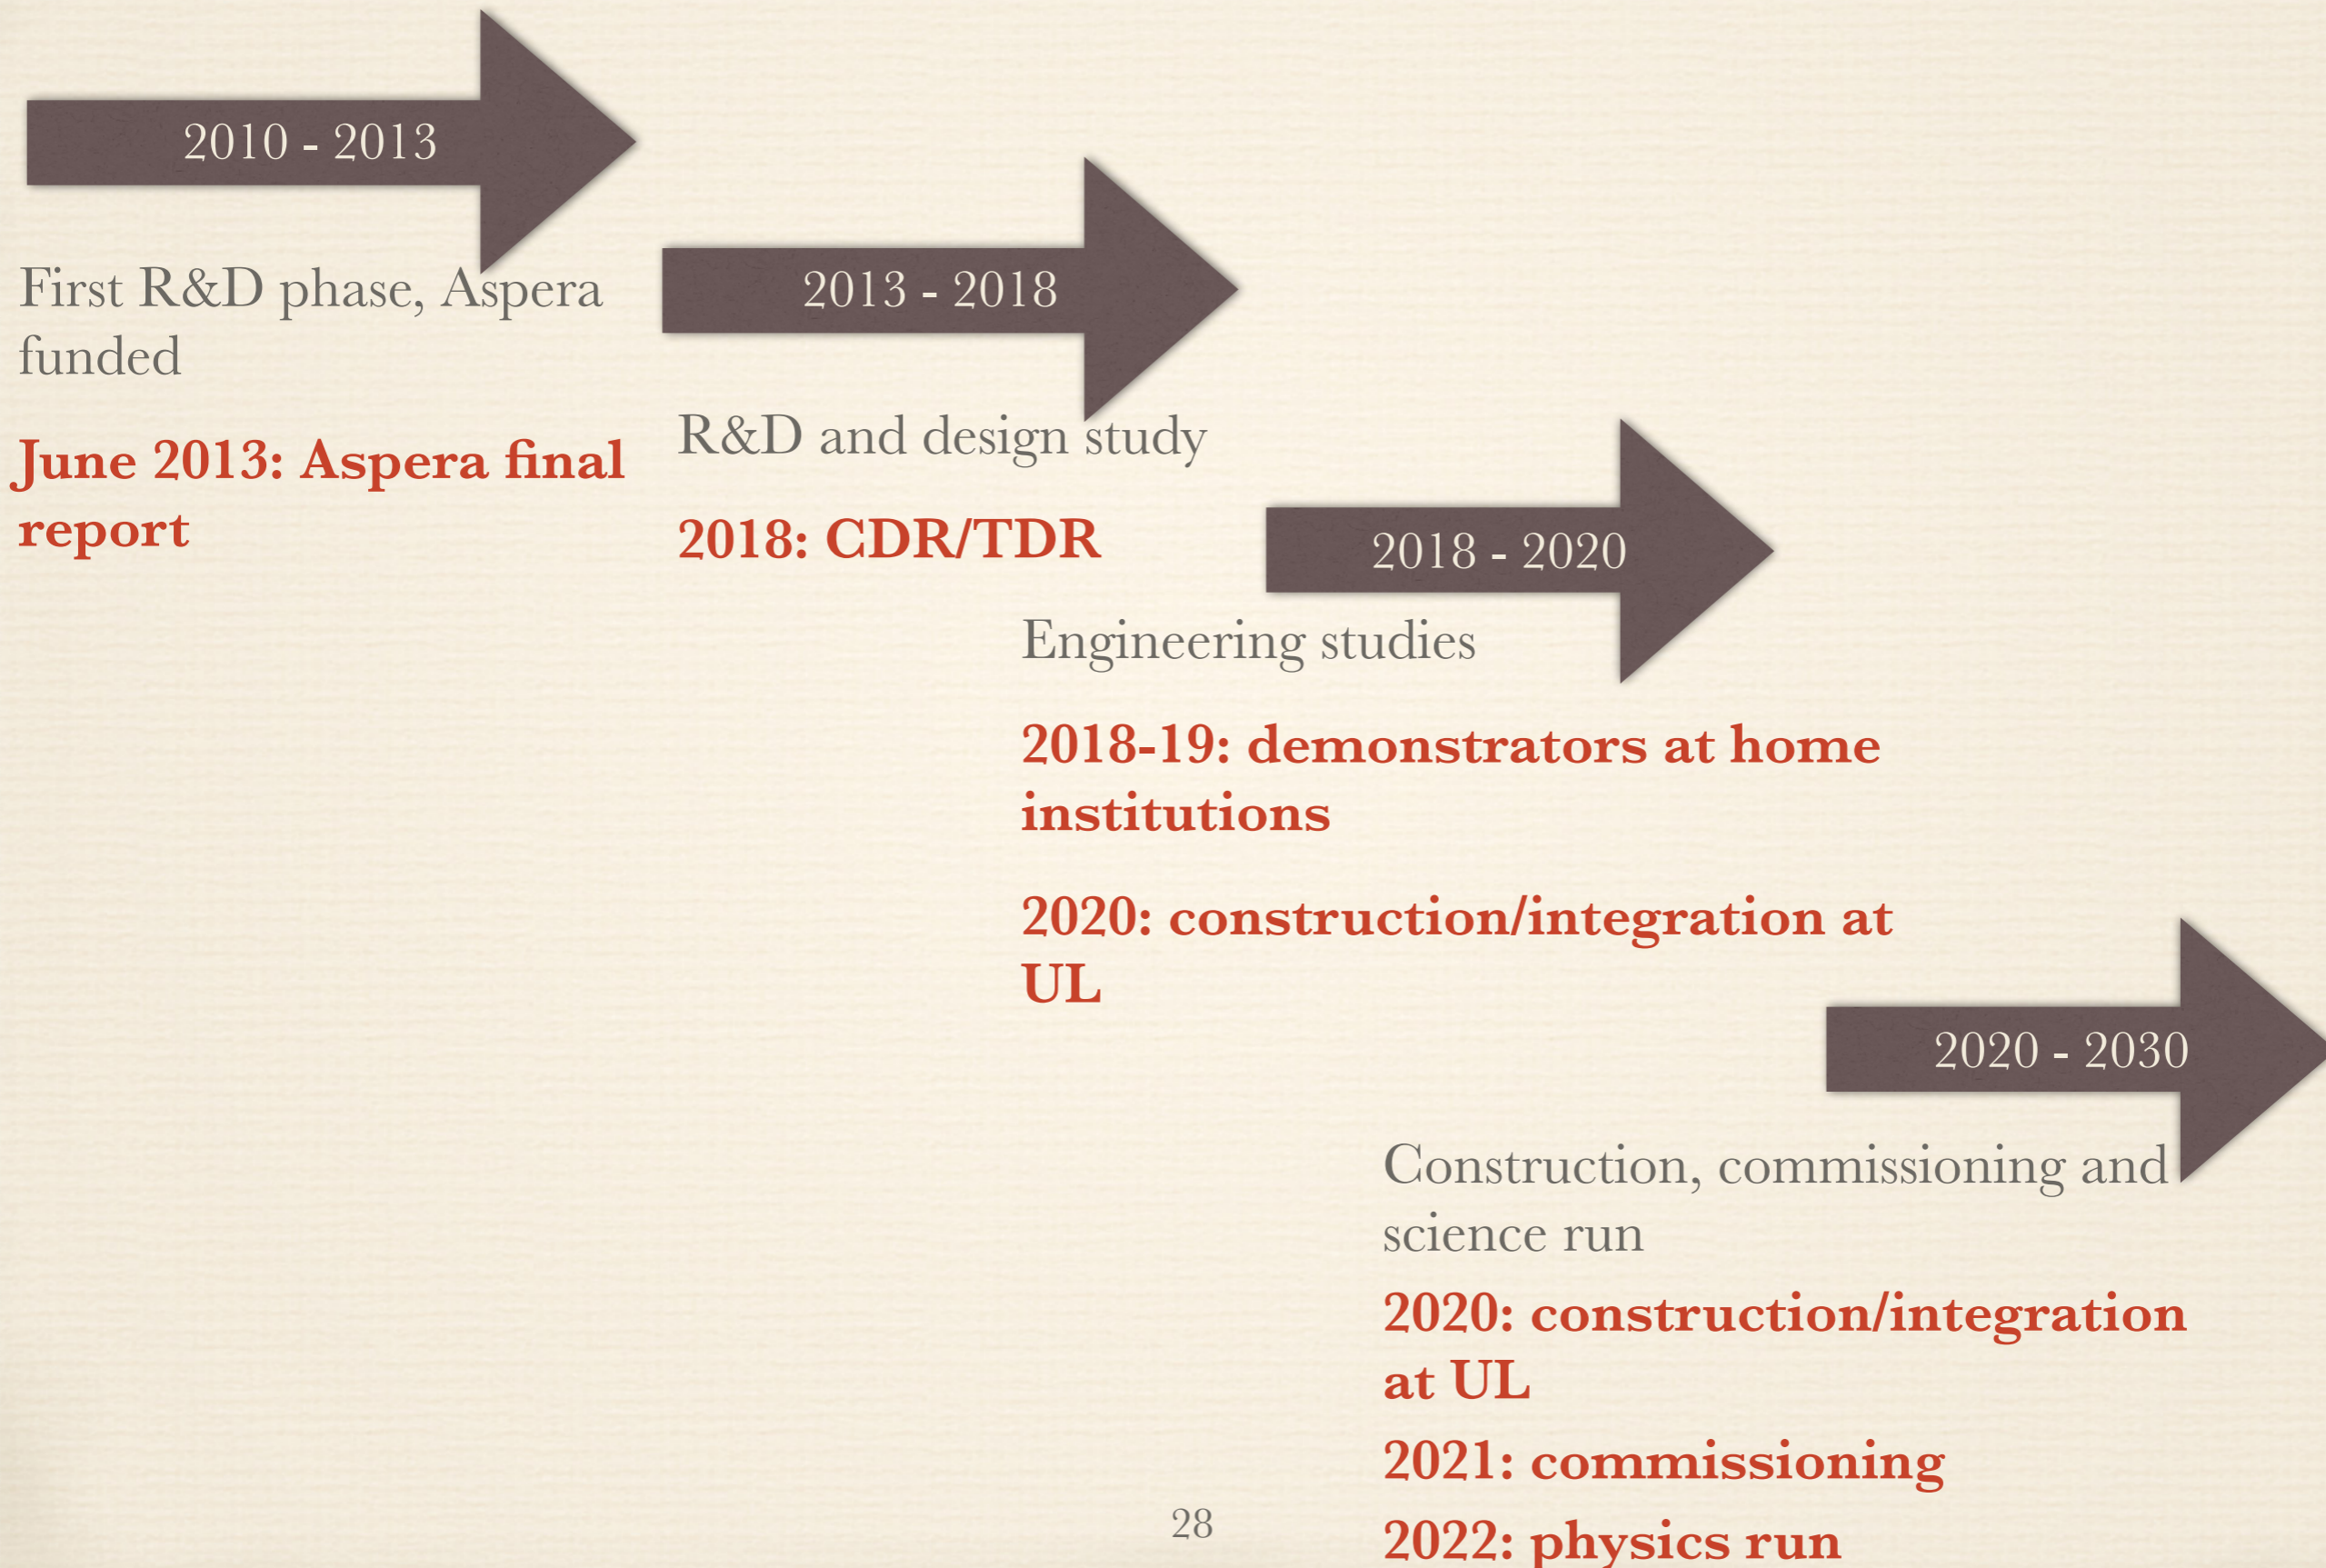 2010 - 2013
First R&D phase, Aspera
funded
June 2013: Aspera final
report
2013 - 2018
R&D and design study
2018: CDR/TDR
2018 - 2020
Engineering studies
2018-19: demonstrators at home
institutions
2020: construction/integration at
UL
2020 - 2030
Construction, commissioning and
science run
2020: construction/integration
at UL
2021: commissioning
2022: physics run
28